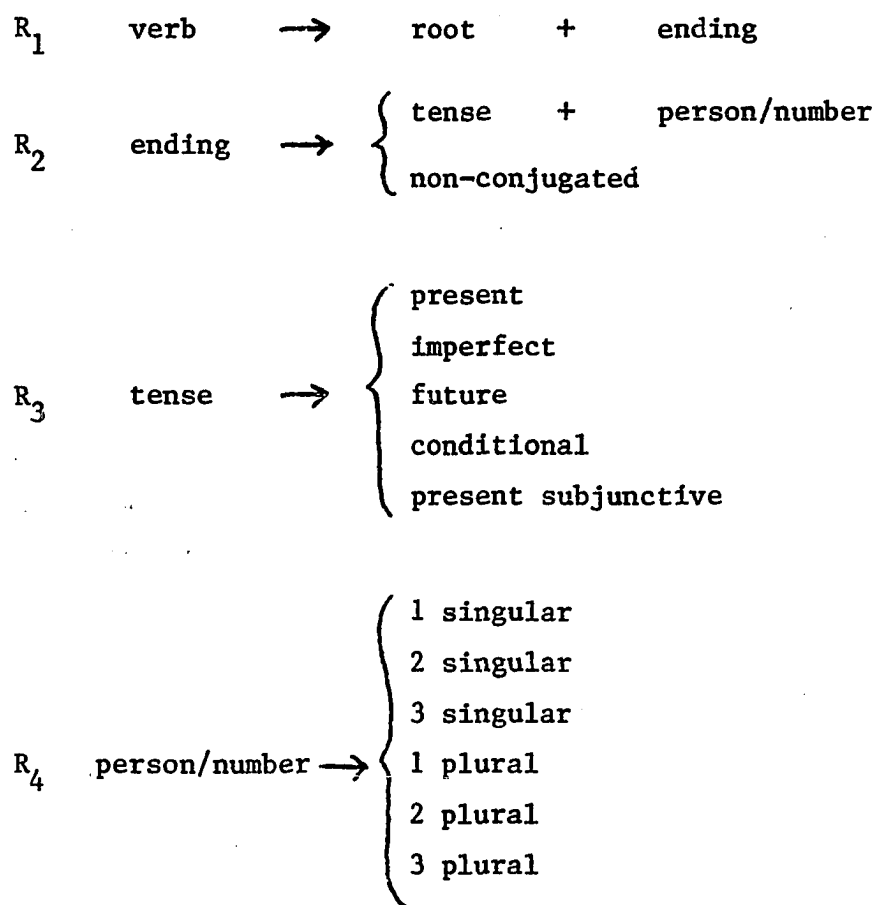 R1 verb → root + ending
tense + person/number
R2 ending →
non-conjugated
present
imperfect
future
R3 tense →
conditional
present subjunctive
1 singular
2 singular
3 singular
R4 person/number → 1 plural
2 plural
3 plural